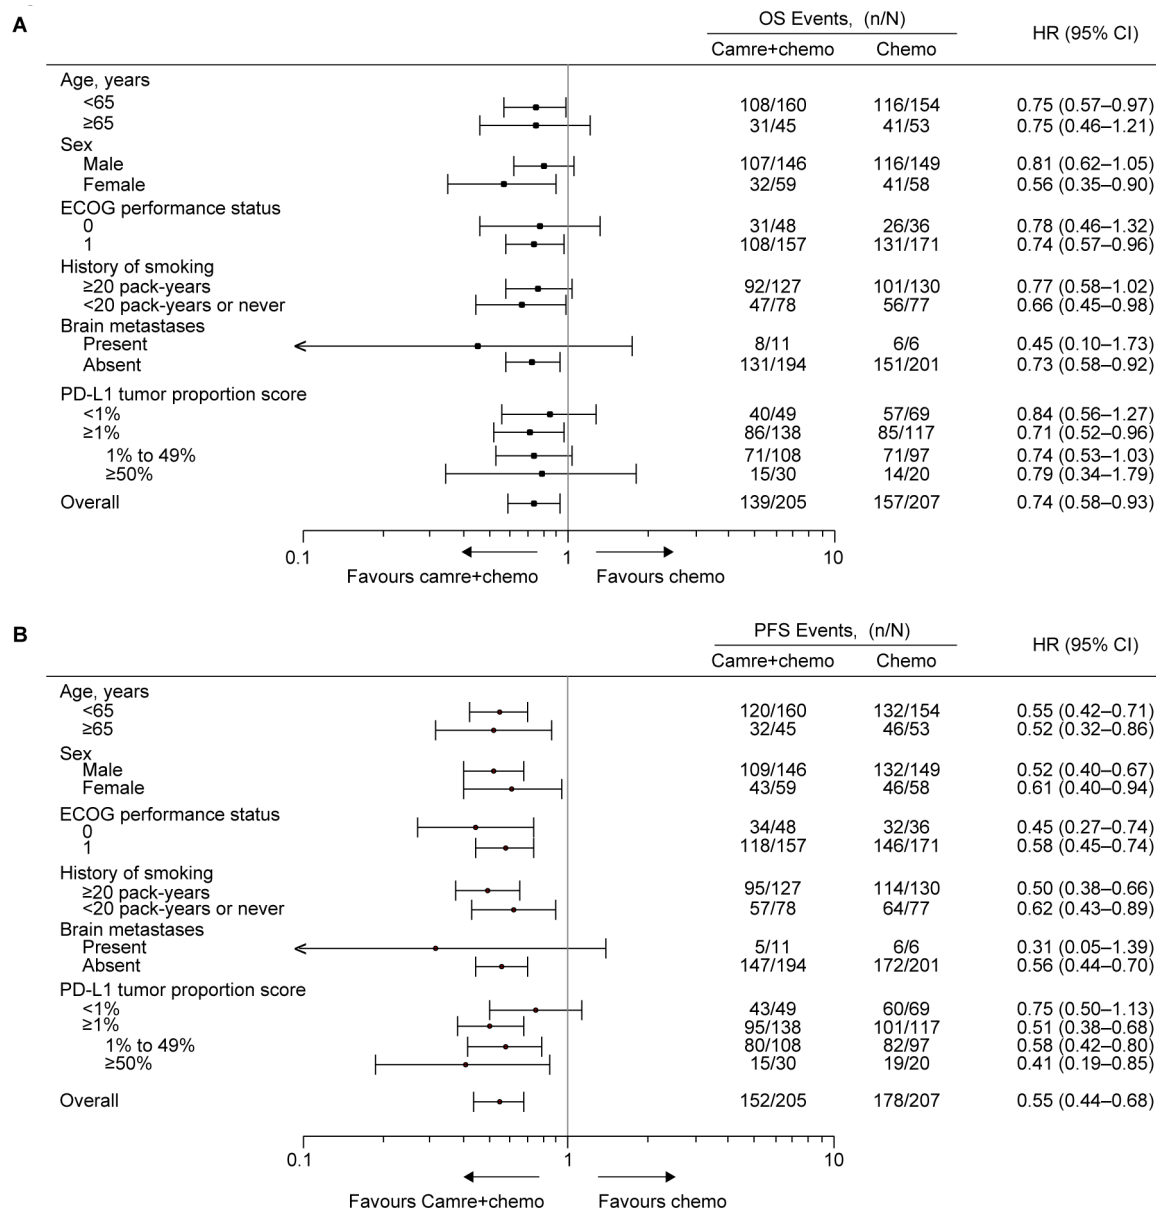 A
OS Events, (n/N)
HR (95% CI)
Camre+chemo Chemo
Age, years
<65 108/160 116/154 0.75 (0.57–0.97)
≥65 31/45 41/53 0.75 (0.46–1.21)
Sex
Male 107/146 116/149 0.81 (0.62–1.05)
Female 32/59 41/58 0.56 (0.35–0.90)
ECOG performance status
0 31/48 26/36 0.78 (0.46–1.32)
1 108/157 131/171 0.74 (0.57–0.96)
History of smoking
≥20 pack-years 92/127 101/130 0.77 (0.58–1.02)
<20 pack-years or never 47/78 56/77 0.66 (0.45–0.98)
Brain metastases
Present 8/11 6/6 0.45 (0.10–1.73)
Absent 131/194 151/201 0.73 (0.58–0.92)
PD-L1 tumor proportion score
<1% 40/49 57/69 0.84 (0.56–1.27)
≥1% 86/138 85/117 0.71 (0.52–0.96)
1% to 49% 71/108 71/97 0.74 (0.53–1.03)
≥50% 15/30 14/20 0.79 (0.34–1.79)
Overall 139/205 157/207 0.74 (0.58–0.93)
0.1 1 10
Favours camre+chemo Favours chemo
B
PFS Events, (n/N)
HR (95% CI)
Camre+chemo Chemo
Age, years
<65 120/160 132/154 0.55 (0.42–0.71)
≥65 32/45 46/53 0.52 (0.32–0.86)
Sex
Male 109/146 132/149 0.52 (0.40–0.67)
Female 43/59 46/58 0.61 (0.40–0.94)
ECOG performance status
0 34/48 32/36 0.45 (0.27–0.74)
1 118/157 146/171 0.58 (0.45–0.74)
History of smoking
≥20 pack-years 95/127 114/130 0.50 (0.38–0.66)
<20 pack-years or never 57/78 64/77 0.62 (0.43–0.89)
Brain metastases
Present 5/11 6/6 0.31 (0.05–1.39)
Absent 147/194 172/201 0.56 (0.44–0.70)
PD-L1 tumor proportion score
<1% 43/49 60/69 0.75 (0.50–1.13)
≥1% 95/138 101/117 0.51 (0.38–0.68)
1% to 49% 80/108 82/97 0.58 (0.42–0.80)
≥50% 15/30 19/20 0.41 (0.19–0.85)
Overall 152/205 178/207 0.55 (0.44–0.68)
0.1 1 10
Favours Camre+chemo Favours chemo